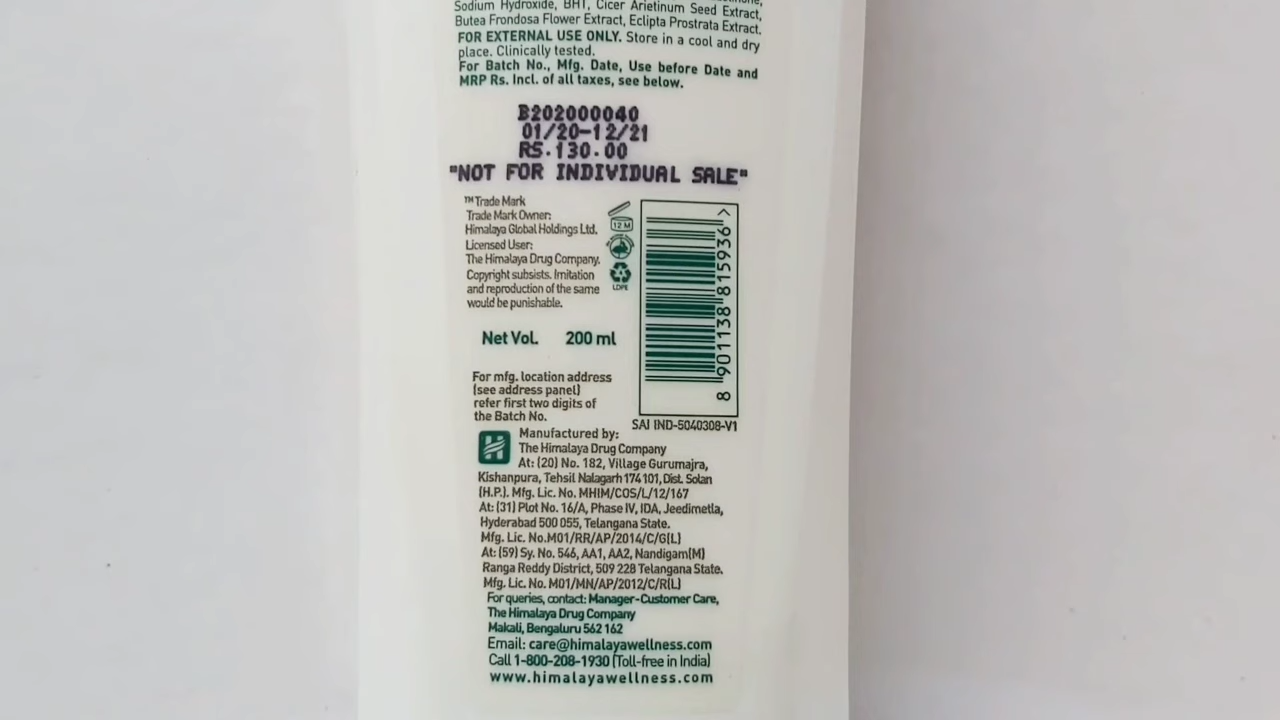 Sodium Hydroxide, BHT, Cicer Arietinum Seed Extract,
Butea Frondosa Flower Extract, Eclipta Prostrata Extract.
FOR EXTERNAL USE ONLY. Store in a cool and dry
place. Clinically tested.
For Batch No., Mfg. Date, Use before Date and
MRP Rs. Incl. of all taxes, see below.
B202000040
01/20-12/21
RS.130.00
"NOT FOR INDIVIDUAL SALE"
™Trade Mark
Trade Mark Owner:
Himalaya Global Holdings Ltd.
Licensed User:
The Himalaya Drug Company.
Copyright subsists. Imitation
and reproduction of the same
would be punishable.
12 M
LDPE
8 901138 815936 >
Net Vol. 200 ml
For mfg. location address
(see address panel)
refer first two digits of
the Batch No.
SAJ IND-5040308-V1
Manufactured by:
The Himalaya Drug Company
At: (20) No. 182, Village Gurumajra,
Kishanpura, Tehsil Nalagarh 174 101, Dist. Solan
(H.P.). Mfg. Lic. No. MHIM/COS/L/12/167
At: (31) Plot No. 16/A, Phase IV, IDA, Jeedimetla,
Hyderabad 500 055, Telangana State.
Mfg. Lic. No.M01/RR/AP/2014/C/G(L)
At: (59) Sy. No. 546, AA1, AA2, Nandigam(M)
Ranga Reddy District, 509 228 Telangana State.
Mfg. Lic. No. M01/MN/AP/2012/C/R(L)
For queries, contact: Manager-Customer Care,
The Himalaya Drug Company
Makali, Bengaluru 562 162
Email: care@himalayawellness.com
Call 1-800-208-1930 (Toll-free in India)
www.himalayawellness.com